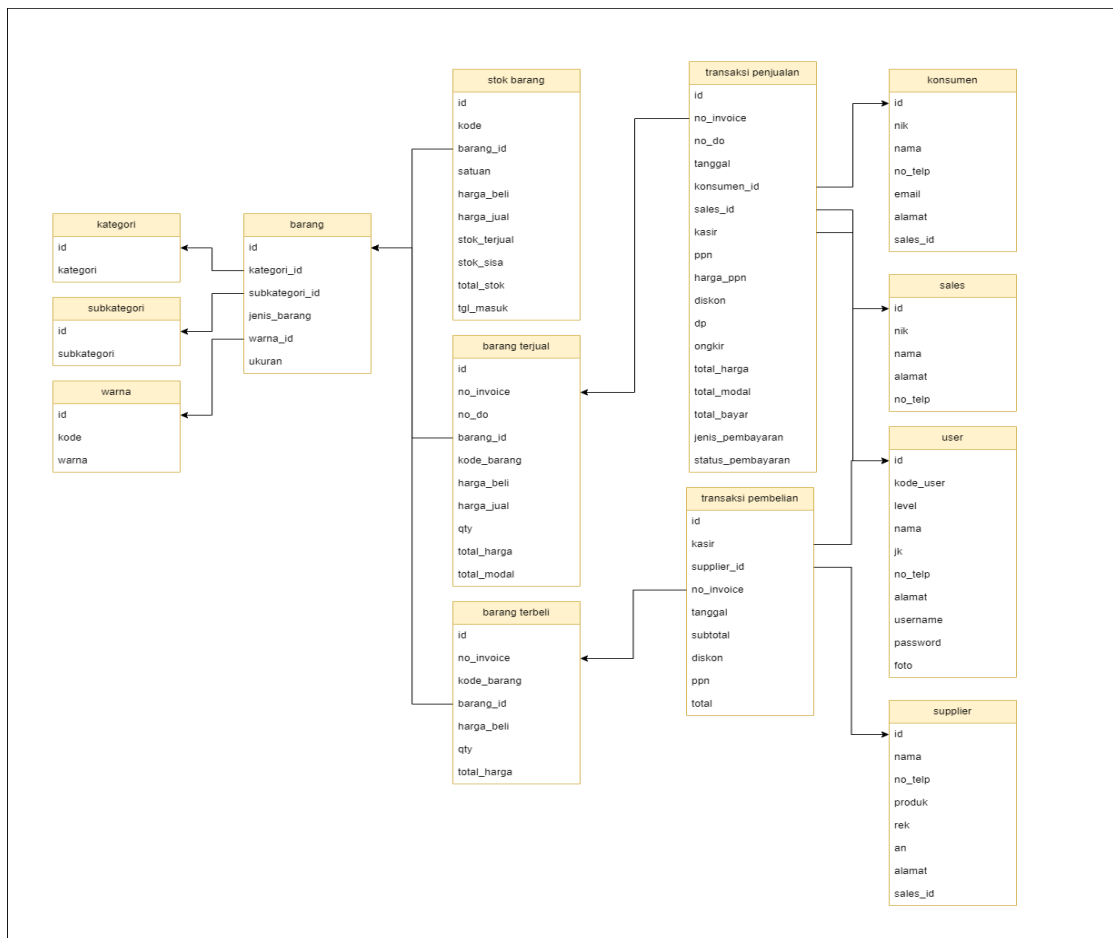 kategori
id
kategori
subkategori
id
subkategori
warna
id
kode
warna
barang
id
kategori_id
subkategori_id
jenis_barang
warna_id
ukuran
stok barang
id
kode
barang_id
satuan
harga_beli
harga_jual
stok_terjual
stok_sisa
total_stok
tgl_masuk
barang terjual
id
no_invoice
no_do
barang_id
kode_barang
harga_beli
harga_jual
qty
total_harga
total_modal
barang terbeli
id
no_invoice
kode_barang
barang_id
harga_beli
qty
total_harga
transaksi penjualan
id
no_invoice
no_do
tanggal
konsumen_id
sales_id
kasir
ppn
harga_ppn
diskon
dp
ongkir
total_harga
total_modal
total_bayar
jenis_pembayaran
status_pembayaran
transaksi pembelian
id
kasir
supplier_id
no_invoice
tanggal
subtotal
diskon
ppn
total
konsumen
id
nik
nama
no_telp
email
alamat
sales_id
sales
id
nik
nama
alamat
no_telp
user
id
kode_user
level
nama
jk
no_telp
alamat
username
password
foto
supplier
id
nama
no_telp
produk
rek
an
alamat
sales_id